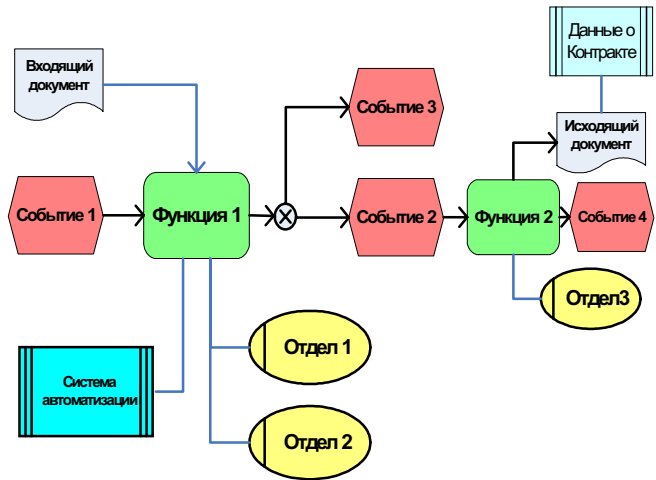 Данные о
Контракте
Входящий
документ
Событие 3
Исходящий
документ
Событие 1
Функция 1
Событие 2
Функция 2
Событие 4
Отдел3
Отдел 1
Система
автоматизации
Отдел 2